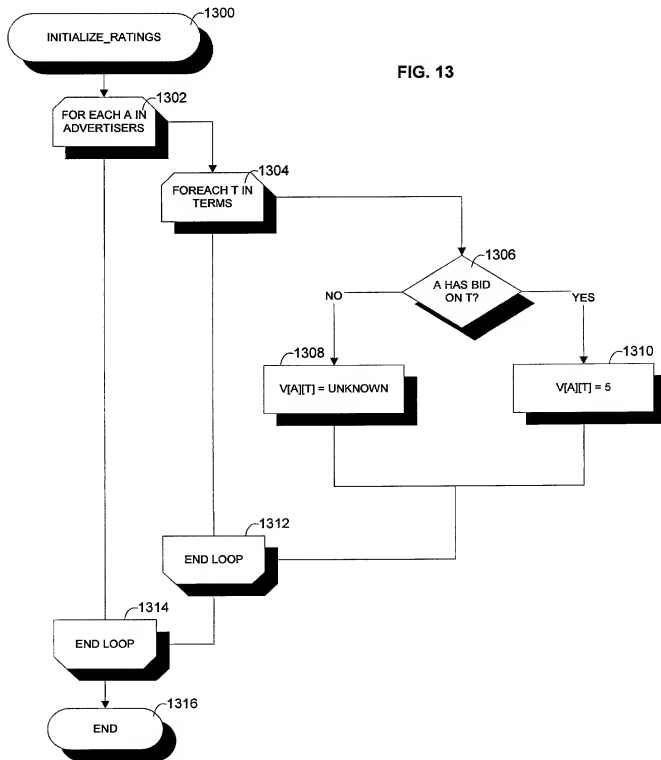 1300
INITIALIZE_RATINGS
FIG. 13
1302
FOR EACH A IN
ADVERTISERS
1304
FOREACH T IN
TERMS
1306
A HAS BID
ON T?
NO
YES
1308
V[A][T] = UNKNOWN
1310
V[A][T] = 5
1312
END LOOP
1314
END LOOP
1316
END